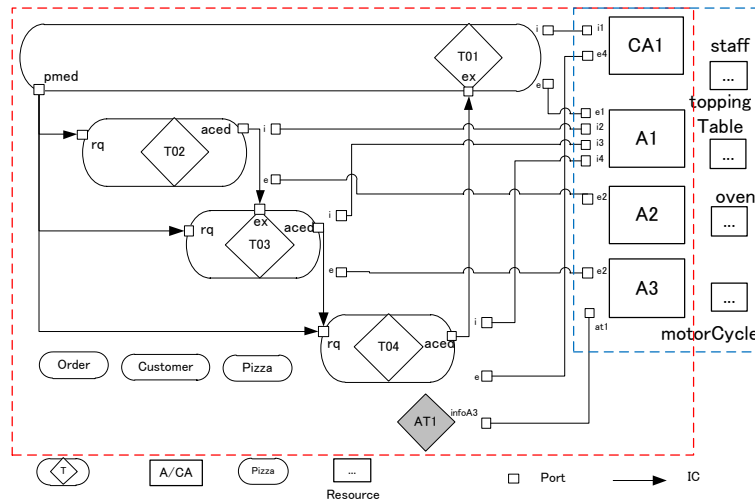 i i1
T01 CA1 staff
e4
pmed ex ...
e topping
e1
aced i i2 A1 Table
rq T02 i3
i4 ...
e e2 A2 oven
i
ex aced ...
rq T03
e e2 A3
...
i at1 motorCycle
rq T04 aced
Order Customer Pizza e
AT1 infoA3
T A/CA Pizza ... Port IC
Resource